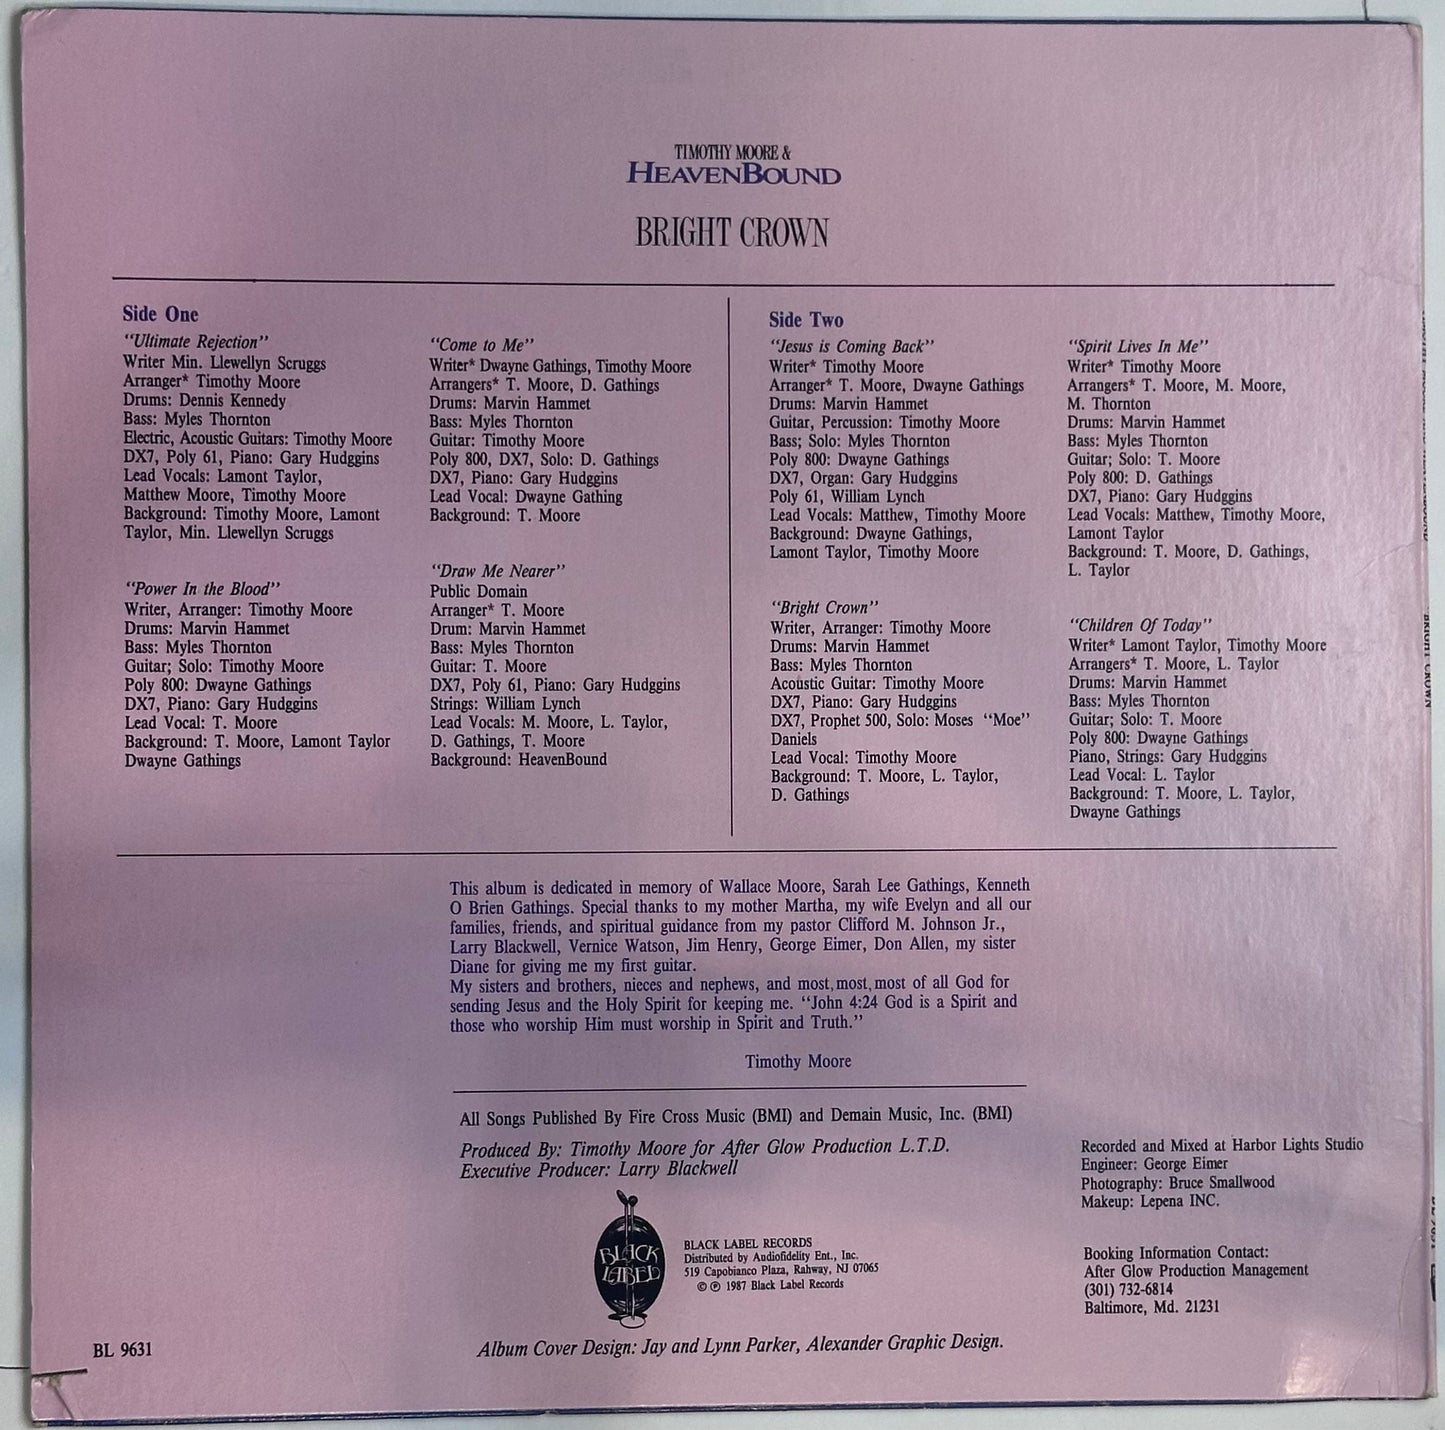 TIMOTHY MOORE &
HEAVENBOUND
BRIGHT CROWN
Side One
"Ultimate Rejection"
Writer Min. Llewellyn Scruggs
Arranger* Timothy Moore
Drums: Dennis Kennedy
Bass: Myles Thornton
Electric, Acoustic Guitars: Timothy Moore
DX7, Poly 61, Piano: Gary Hudggins
Lead Vocals: Lamont Taylor,
Matthew Moore, Timothy Moore
Background: Timothy Moore, Lamont
Taylor, Min. Llewellyn Scruggs
"Power In the Blood"
Writer, Arranger: Timothy Moore
Drums: Marvin Hammet
Bass: Myles Thornton
Guitar; Solo: Timothy Moore
Poly 800: Dwayne Gathings
DX7, Piano: Gary Hudggins
Lead Vocal: T. Moore
Background: T. Moore, Lamont Taylor
Dwayne Gathings
"Come to Me"
Writer* Dwayne Gathings, Timothy Moore
Arrangers* T. Moore, D. Gathings
Drums: Marvin Hammet
Bass: Myles Thornton
Guitar: Timothy Moore
Poly 800, DX7, Solo: D. Gathings
DX7, Piano: Gary Hudggins
Lead Vocal: Dwayne Gathing
Background: T. Moore
"Draw Me Nearer"
Public Domain
Arranger* T. Moore
Drum: Marvin Hammet
Bass: Myles Thornton
Guitar: T. Moore
DX7, Poly 61, Piano: Gary Hudggins
Strings: William Lynch
Lead Vocals: M. Moore, L. Taylor,
D. Gathings, T. Moore
Background: HeavenBound
Side Two
"Jesus is Coming Back"
Writer* Timothy Moore
Arranger* T. Moore, Dwayne Gathings
Drums: Marvin Hammet
Guitar, Percussion: Timothy Moore
Bass; Solo: Myles Thornton
Poly 800: Dwayne Gathings
DX7, Organ: Gary Hudggins
Poly 61, William Lynch
Lead Vocals: Matthew, Timothy Moore
Background: Dwayne Gathings,
Lamont Taylor, Timothy Moore
"Bright Crown"
Writer, Arranger: Timothy Moore
Drums: Marvin Hammet
Bass: Myles Thornton
Acoustic Guitar: Timothy Moore
DX7, Piano: Gary Hudggins
DX7, Prophet 500, Solo: Moses "Moe"
Daniels
Lead Vocal: Timothy Moore
Background: T. Moore, L. Taylor,
D. Gathings
"Spirit Lives In Me"
Writer* Timothy Moore
Arrangers* T. Moore, M. Moore,
M. Thornton
Drums: Marvin Hammet
Bass: Myles Thornton
Guitar; Solo: T. Moore
Poly 800: D. Gathings
DX7, Piano: Gary Hudggins
Lead Vocals: Matthew, Timothy Moore,
Lamont Taylor
Background: T. Moore, D. Gathings,
L. Taylor
"Children Of Today"
Writer* Lamont Taylor, Timothy Moore
Arrangers* T. Moore, L. Taylor
Drums: Marvin Hammet
Bass: Myles Thornton
Guitar; Solo: T. Moore
Poly 800: Dwayne Gathings
Piano, Strings: Gary Hudggins
Lead Vocal: L. Taylor
Background: T. Moore, L. Taylor,
Dwayne Gathings
This album is dedicated in memory of Wallace Moore, Sarah Lee Gathings, Kenneth
O Brien Gathings. Special thanks to my mother Martha, my wife Evelyn and all our
families, friends, and spiritual guidance from my pastor Clifford M. Johnson Jr.,
Larry Blackwell, Vernice Watson, Jim Henry, George Eimer, Don Allen, my sister
Diane for giving me my first guitar.
My sisters and brothers, nieces and nephews, and most, most, most of all God for
sending Jesus and the Holy Spirit for keeping me. "John 4:24 God is a Spirit and
those who worship Him must worship in Spirit and Truth."
Timothy Moore
All Songs Published By Fire Cross Music (BMI) and Demain Music, Inc. (BMI)
Produced By: Timothy Moore for After Glow Production L.T.D.
Executive Producer: Larry Blackwell
Recorded and Mixed at Harbor Lights Studio
Engineer: George Eimer
Photography: Bruce Smallwood
Makeup: Lepena INC.
BLACK
LABEL
BLACK LABEL RECORDS
Distributed by Audiofidelity Ent., Inc.
519 Capobianco Plaza, Rahway, NJ 07065
© ℗ 1987 Black Label Records
Booking Information Contact:
After Glow Production Management
(301) 732-6814
Baltimore, Md. 21231
BL 9631
Album Cover Design: Jay and Lynn Parker, Alexander Graphic Design.
BRIGHT CROWN